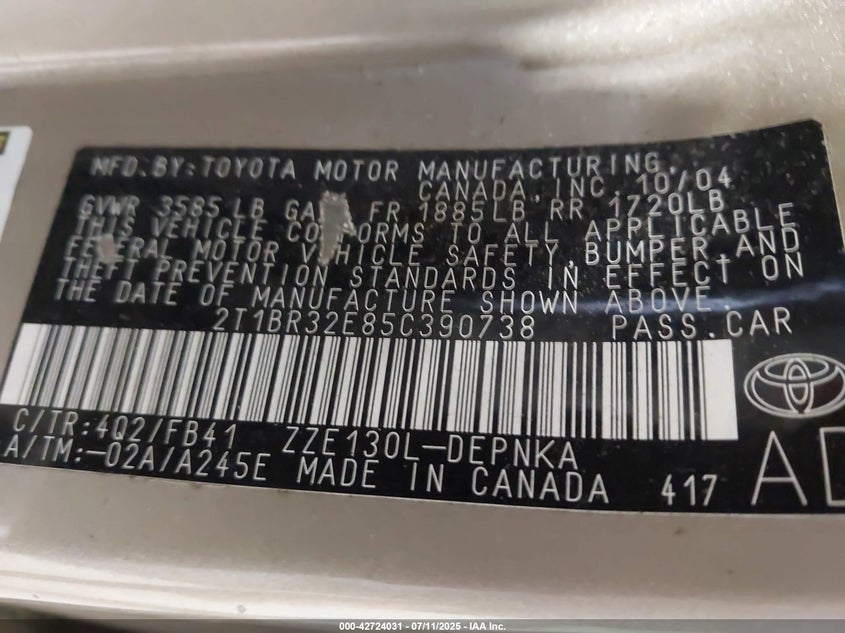 MFD.BY:TOYOTA MOTOR MANUFACTURING,
CANADA,INC. 10/04
GVWR 3585LB GA FR 1885LB RR 1720LB
THIS VEHICLE CONFORMS TO ALL APPLICABLE
FEDERAL MOTOR VEHICLE SAFETY,BUMPER,AND
THEFT PREVENTION STANDARDS IN EFFECT ON
THE DATE OF MANUFACTURE SHOWN ABOVE.
2T1BR32E85C390738 PASS.CAR
C/TR:4Q2/FB41 ZZE130L-DEPNKA
A/TM:-02A/A245E MADE IN CANADA 417 AD
000-42724031 - 07/11/2025 - IAA Inc.